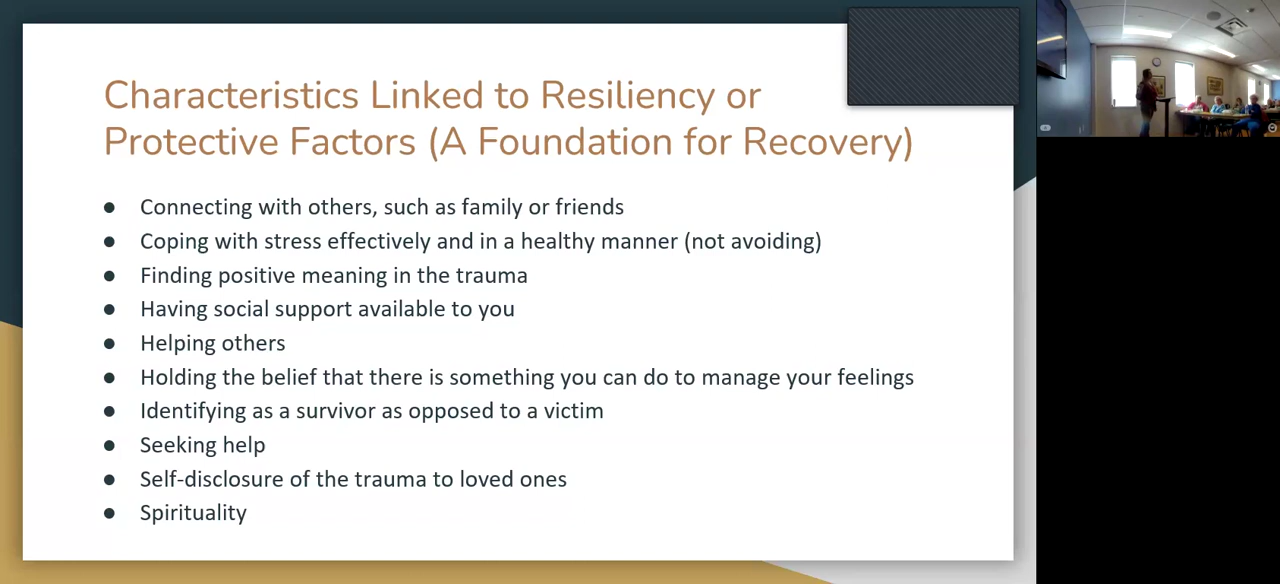 Characteristics Linked to Resiliency or
Protective Factors (A Foundation for Recovery)
● Connecting with others, such as family or friends
● Coping with stress effectively and in a healthy manner (not avoiding)
● Finding positive meaning in the trauma
● Having social support available to you
● Helping others
● Holding the belief that there is something you can do to manage your feelings
● Identifying as a survivor as opposed to a victim
● Seeking help
● Self-disclosure of the trauma to loved ones
● Spirituality